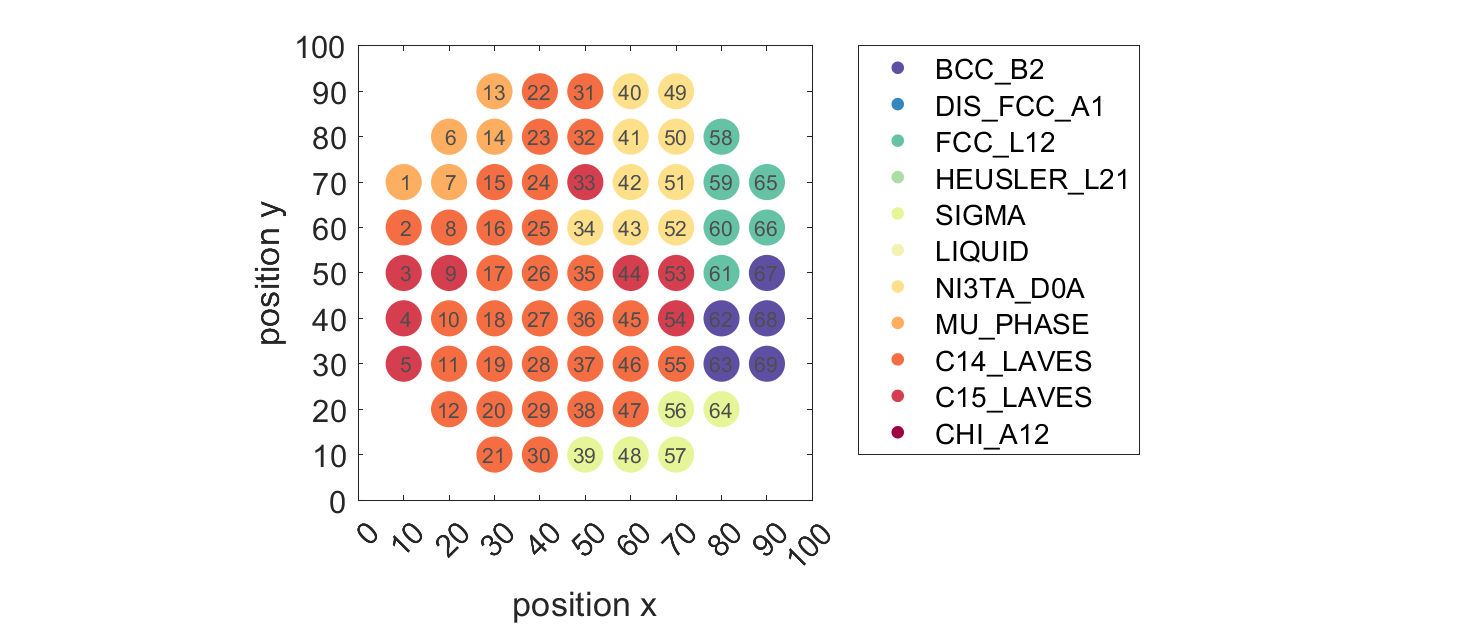 100
90
80
70
60
50
40
30
20
10
0
position y
13 22 31 40 49
6 14 23 32 41 50 58
1 7 15 24 33 42 51 59 65
2 8 16 25 34 43 52 60 66
3 9 17 26 35 44 53 61 67
4 10 18 27 36 45 54 62 68
5 11 19 28 37 46 55 63 69
12 20 29 38 47 56 64
21 30 39 48 57
0 10 20 30 40 50 60 70 80 90 100
position x
BCC_B2
DIS_FCC_A1
FCC_L12
HEUSLER_L21
SIGMA
LIQUID
NI3TA_D0A
MU_PHASE
C14_LAVES
C15_LAVES
CHI_A12